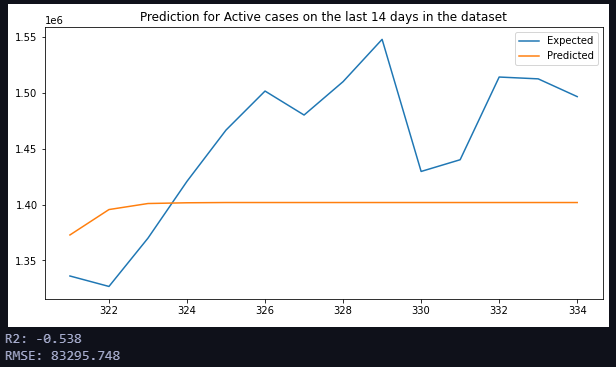 Prediction for Active cases on the last 14 days in the dataset
1e6
Expected
Predicted
1.55
1.50
1.45
1.40
1.35
322 324 326 328 330 332 334
R2: -0.538
RMSE: 83295.748